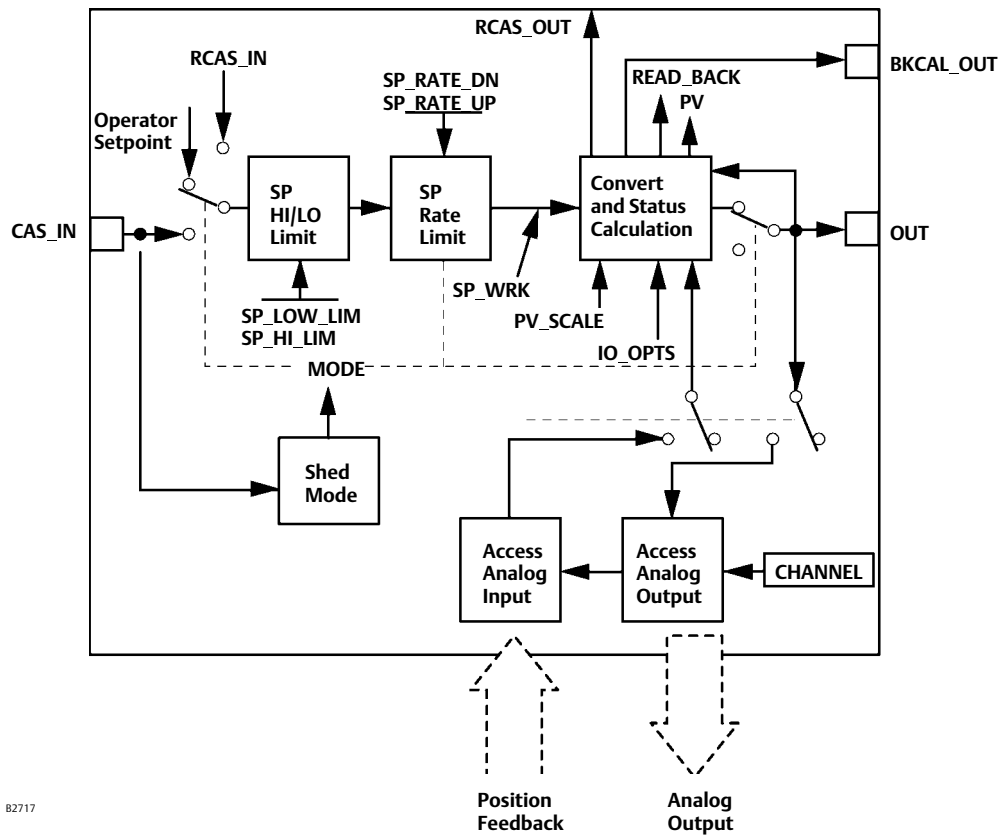 RCAS_OUT
RCAS_IN
BKCAL_OUT
READ_BACK
SP_RATE_DN
SP_RATE_UP
PV
Operator
Setpoint
SP
HI/LO
Limit
SP
Rate
Limit
Convert
and Status
Calculation
CAS_IN
OUT
SP_WRK
SP_LOW_LIM
SP_HI_LIM
PV_SCALE
IO_OPTS
MODE
Shed
Mode
Access
Analog
Input
Access
Analog
Output
CHANNEL
Position
Feedback
Analog
Output
B2717